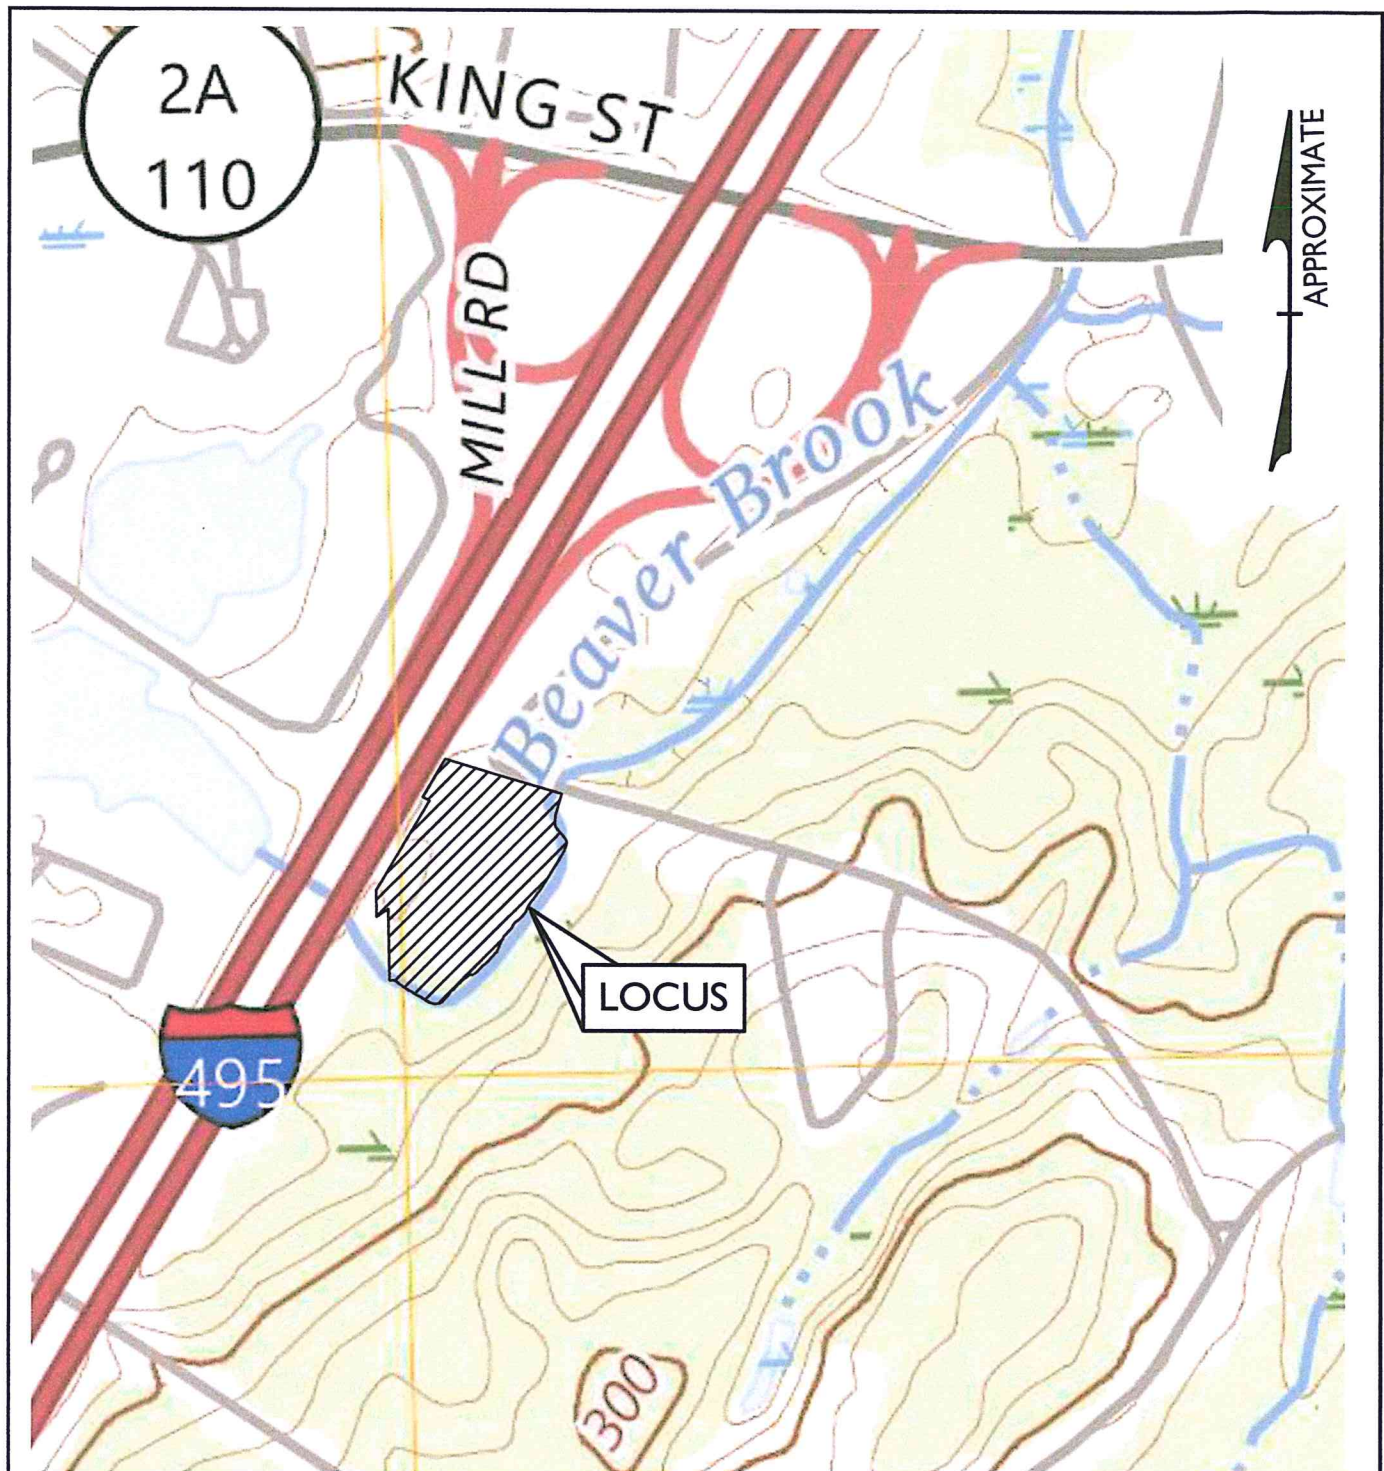 2A
110
KING ST
APPROXIMATE
MILL RD
Beaver Brook
LOCUS
495
300